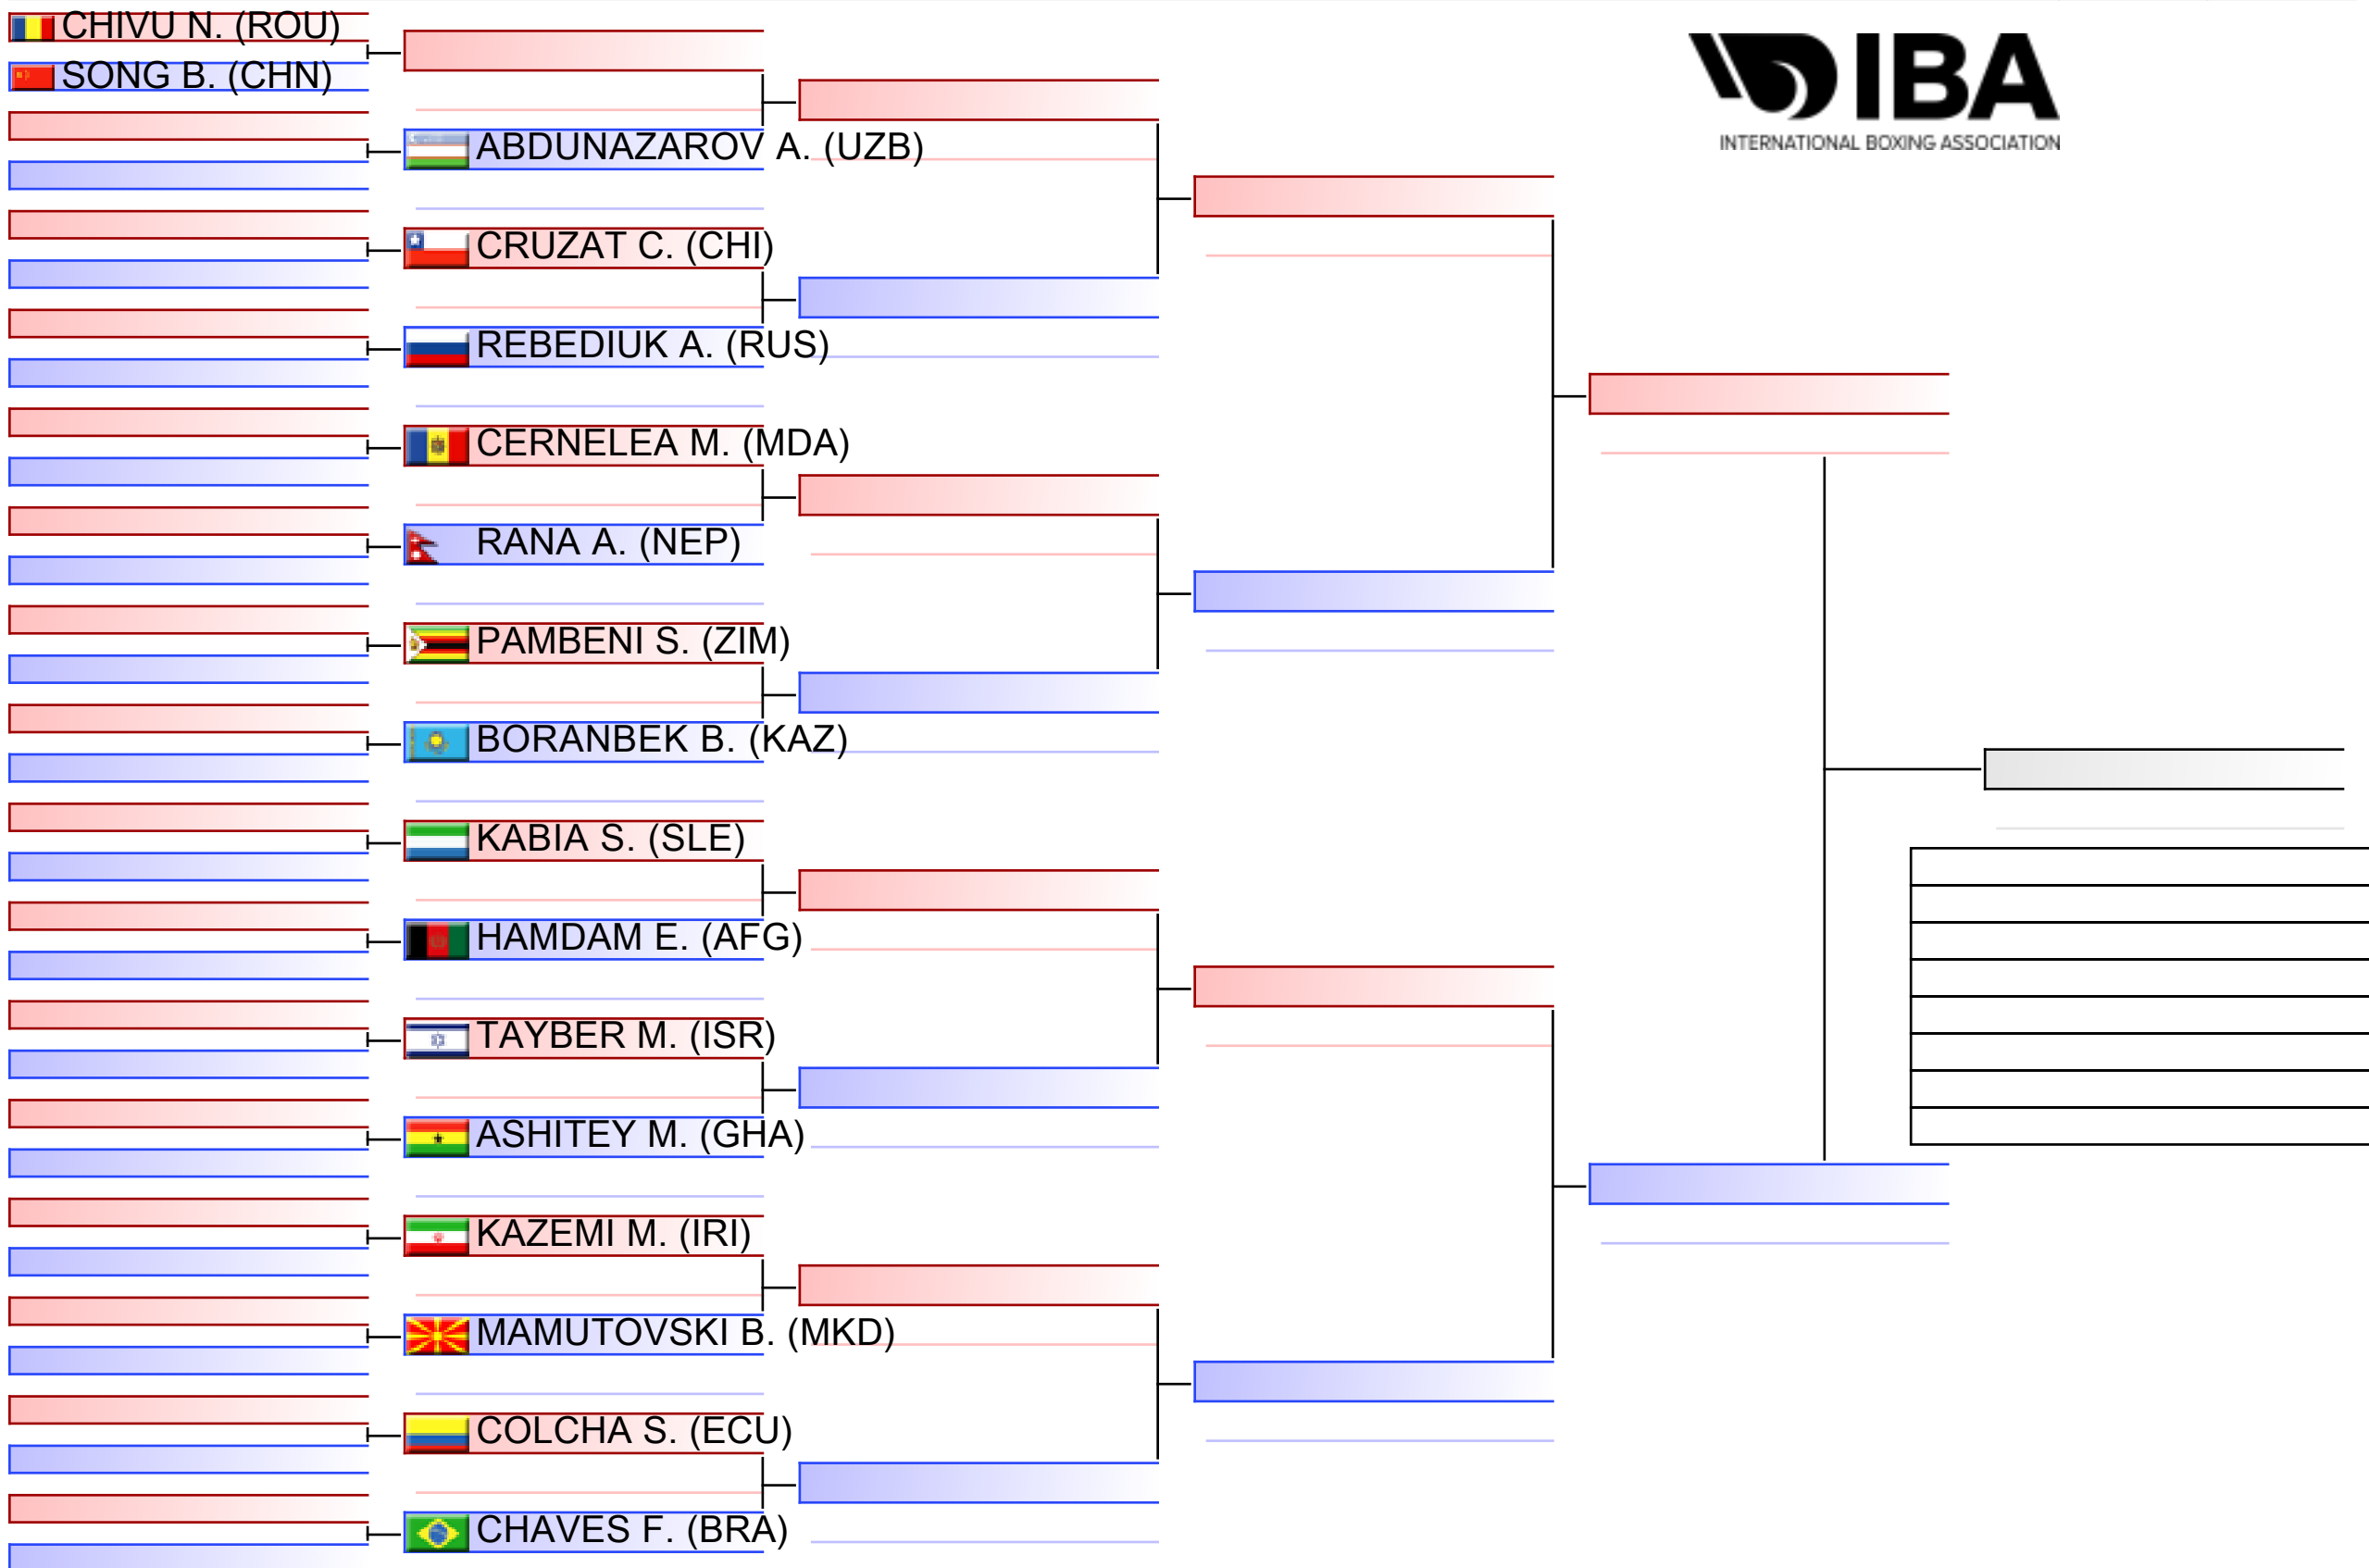 CHIVU N. (ROU)
SONG B. (CHN)
IBA
INTERNATIONAL BOXING ASSOCIATION
ABDUNAZAROV A. (UZB)
CRUZAT C. (CHI)
REBEDIUK A. (RUS)
CERNELEA M. (MDA)
RANA A. (NEP)
PAMBENI S. (ZIM)
BORANBEK B. (KAZ)
KABIA S. (SLE)
HAMDAM E. (AFG)
TAYBER M. (ISR)
ASHITEY M. (GHA)
KAZEMI M. (IRI)
MAMUTOVSKI B. (MKD)
COLCHA S. (ECU)
CHAVES F. (BRA)